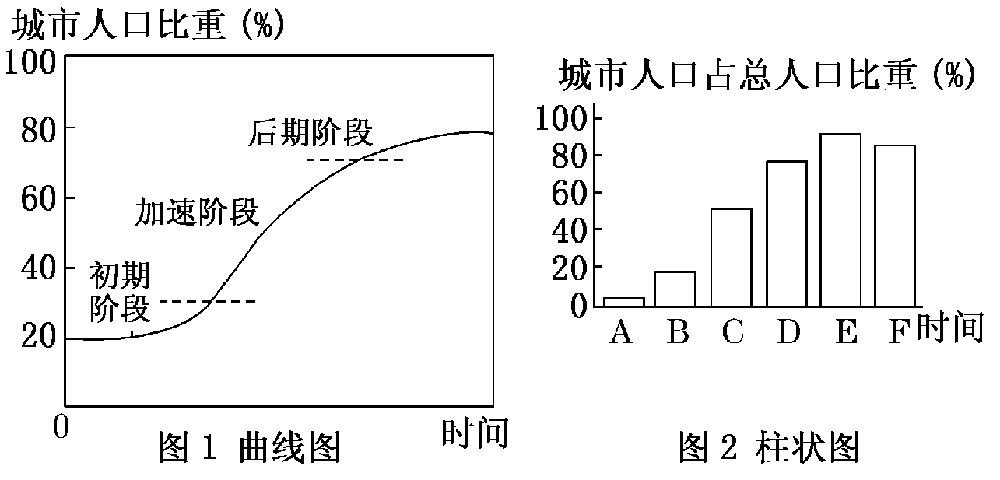 城市人口比重(%)
100
80
60
40
20
0
后期阶段
加速阶段
初期
阶段
时间
图1 曲线图
城市人口占总人口比重(%)
100
80
60
40
20
0
A B C D E F 时间
图2 柱状图